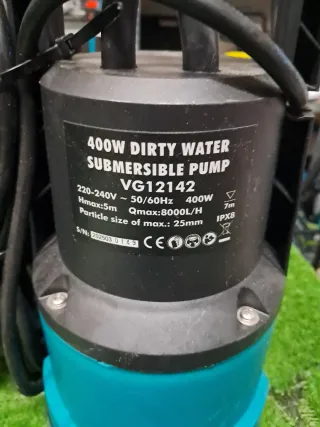 400W DIRTY WATER
SUBMERSIBLE PUMP
VG12142
220-240V ~ 50/60Hz 400W
Hmax:5m Qmax:8000L/H 7m
Particle size of max.: 25mm IPX8
S/N:
CE